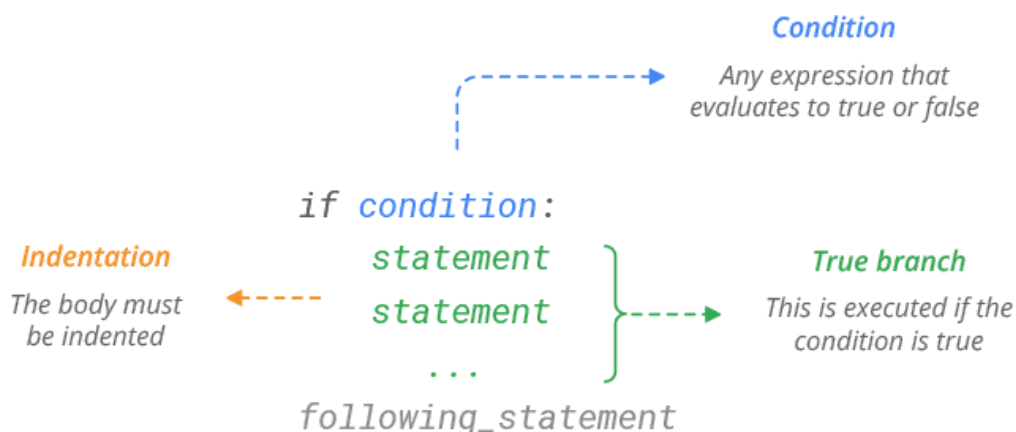 Condition
Any expression that
evaluates to true or false
if condition:
Indentation
The body must
be indented
statement
statement
...
True branch
This is executed if the
condition is true
following_statement